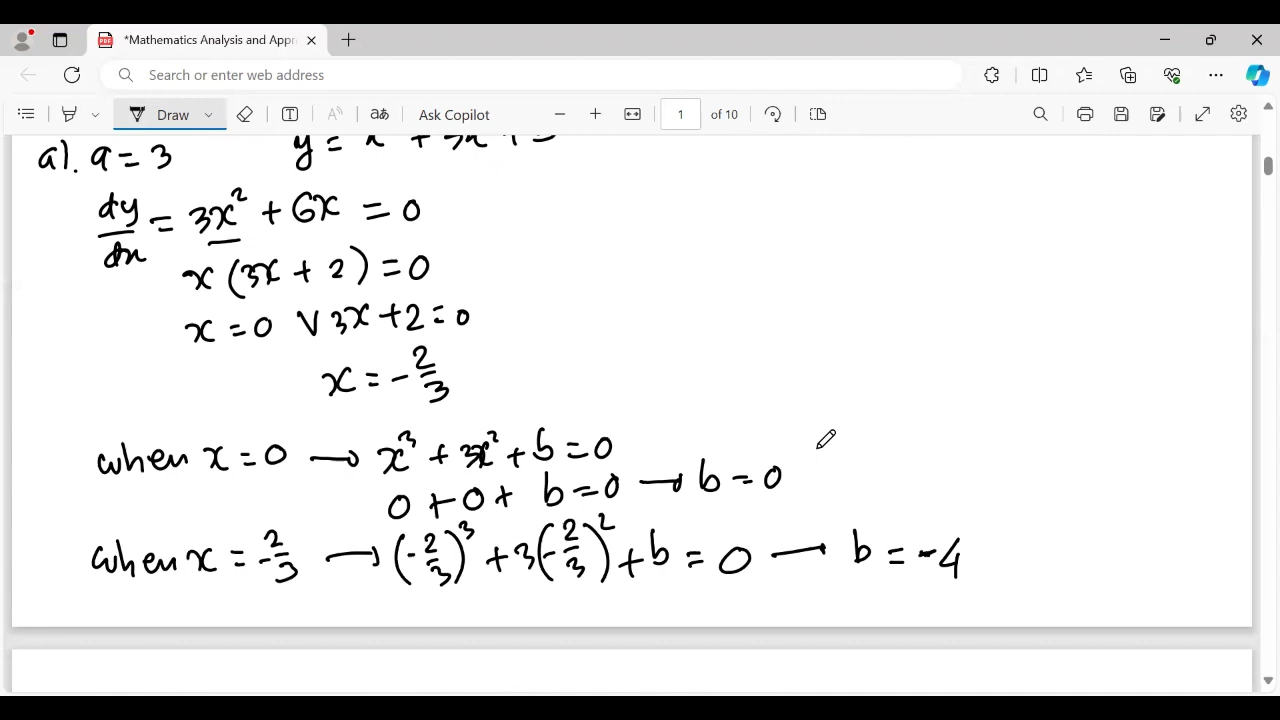 *Mathematics Analysis and Appr
Search or enter web address
Draw
Ask Copilot
1 of 10
a). a = 3
dy/dx = 3x² + 6x = 0
x (3x + 2) = 0
x = 0 ∨ 3x + 2 = 0
x = -2/3
when x = 0 → x³ + 3x² + b = 0
0 + 0 + b = 0 → b = 0
when x = -2/3 → (-2/3)³ + 3(-2/3)² + b = 0 → b = -4